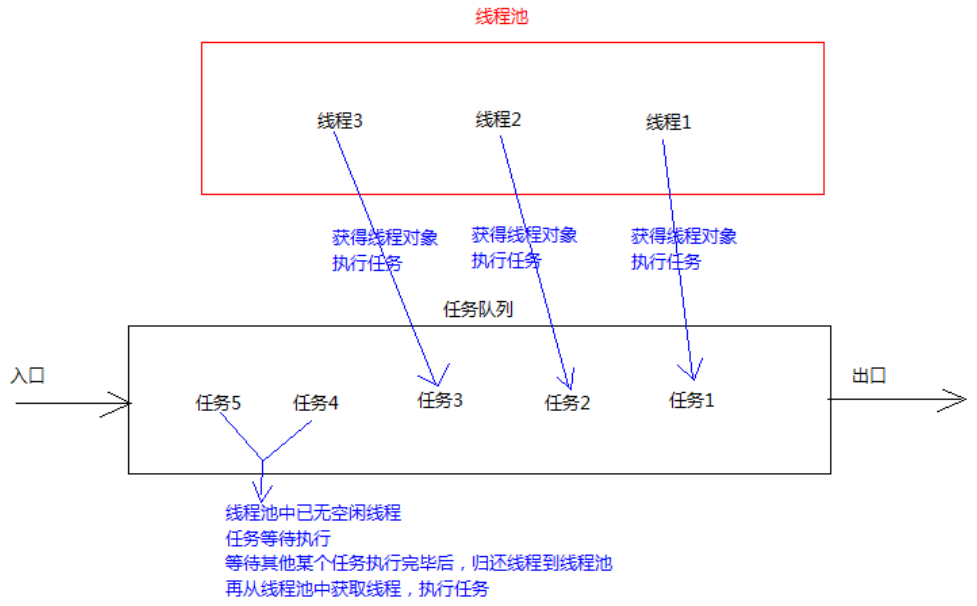 线程池
线程3
线程2
线程1
获得线程对象
执行任务
获得线程对象
执行任务
获得线程对象
执行任务
任务队列
入口
出口
任务5
任务4
任务3
任务2
任务1
线程池中已无空闲线程
任务等待执行
等待其他某个任务执行完毕后，归还线程到线程池
再从线程池中获取线程，执行任务